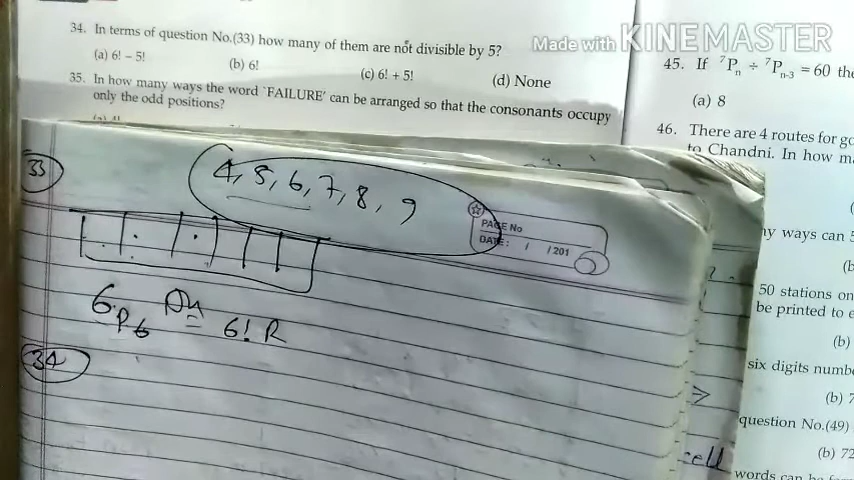 34. In terms of question No.(33) how many of them are not divisible by 5?
(a) 6! – 5! (b) 6! (c) 6! + 5! (d) None
35. In how many ways the word `FAILURE' can be arranged so that the consonants occupy
only the odd positions?
Made with KINEMASTER
45. If ⁷Pₙ ÷ ⁷Pₙ₋₃ = 60 the
(a) 8
46. There are 4 routes for go
to Chandni. In how m
ny ways can 5
(b
50 stations on
be printed to e
(b)
six digits numbe
(b) 7
question No.(49)
(b) 72
words can be
33
4, 5, 6, 7, 8, 9
PAGE No
DATE: / /201
6P6 6! R
34
cell